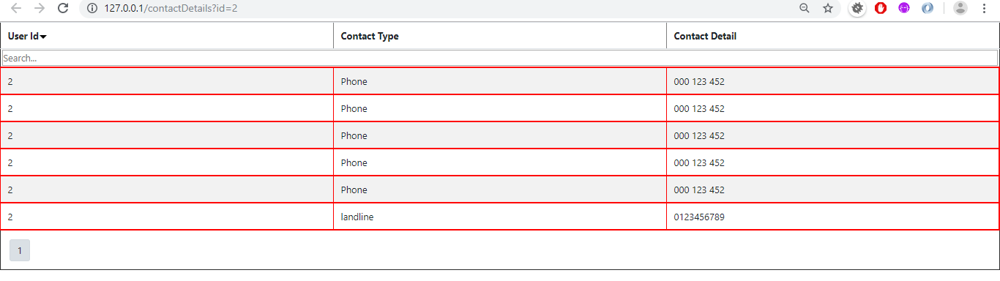 127.0.0.1/contactDetails?id=2
User Id Contact Type Contact Detail
Search...
2 Phone 000 123 452
2 Phone 000 123 452
2 Phone 000 123 452
2 Phone 000 123 452
2 Phone 000 123 452
2 landline 0123456789
1